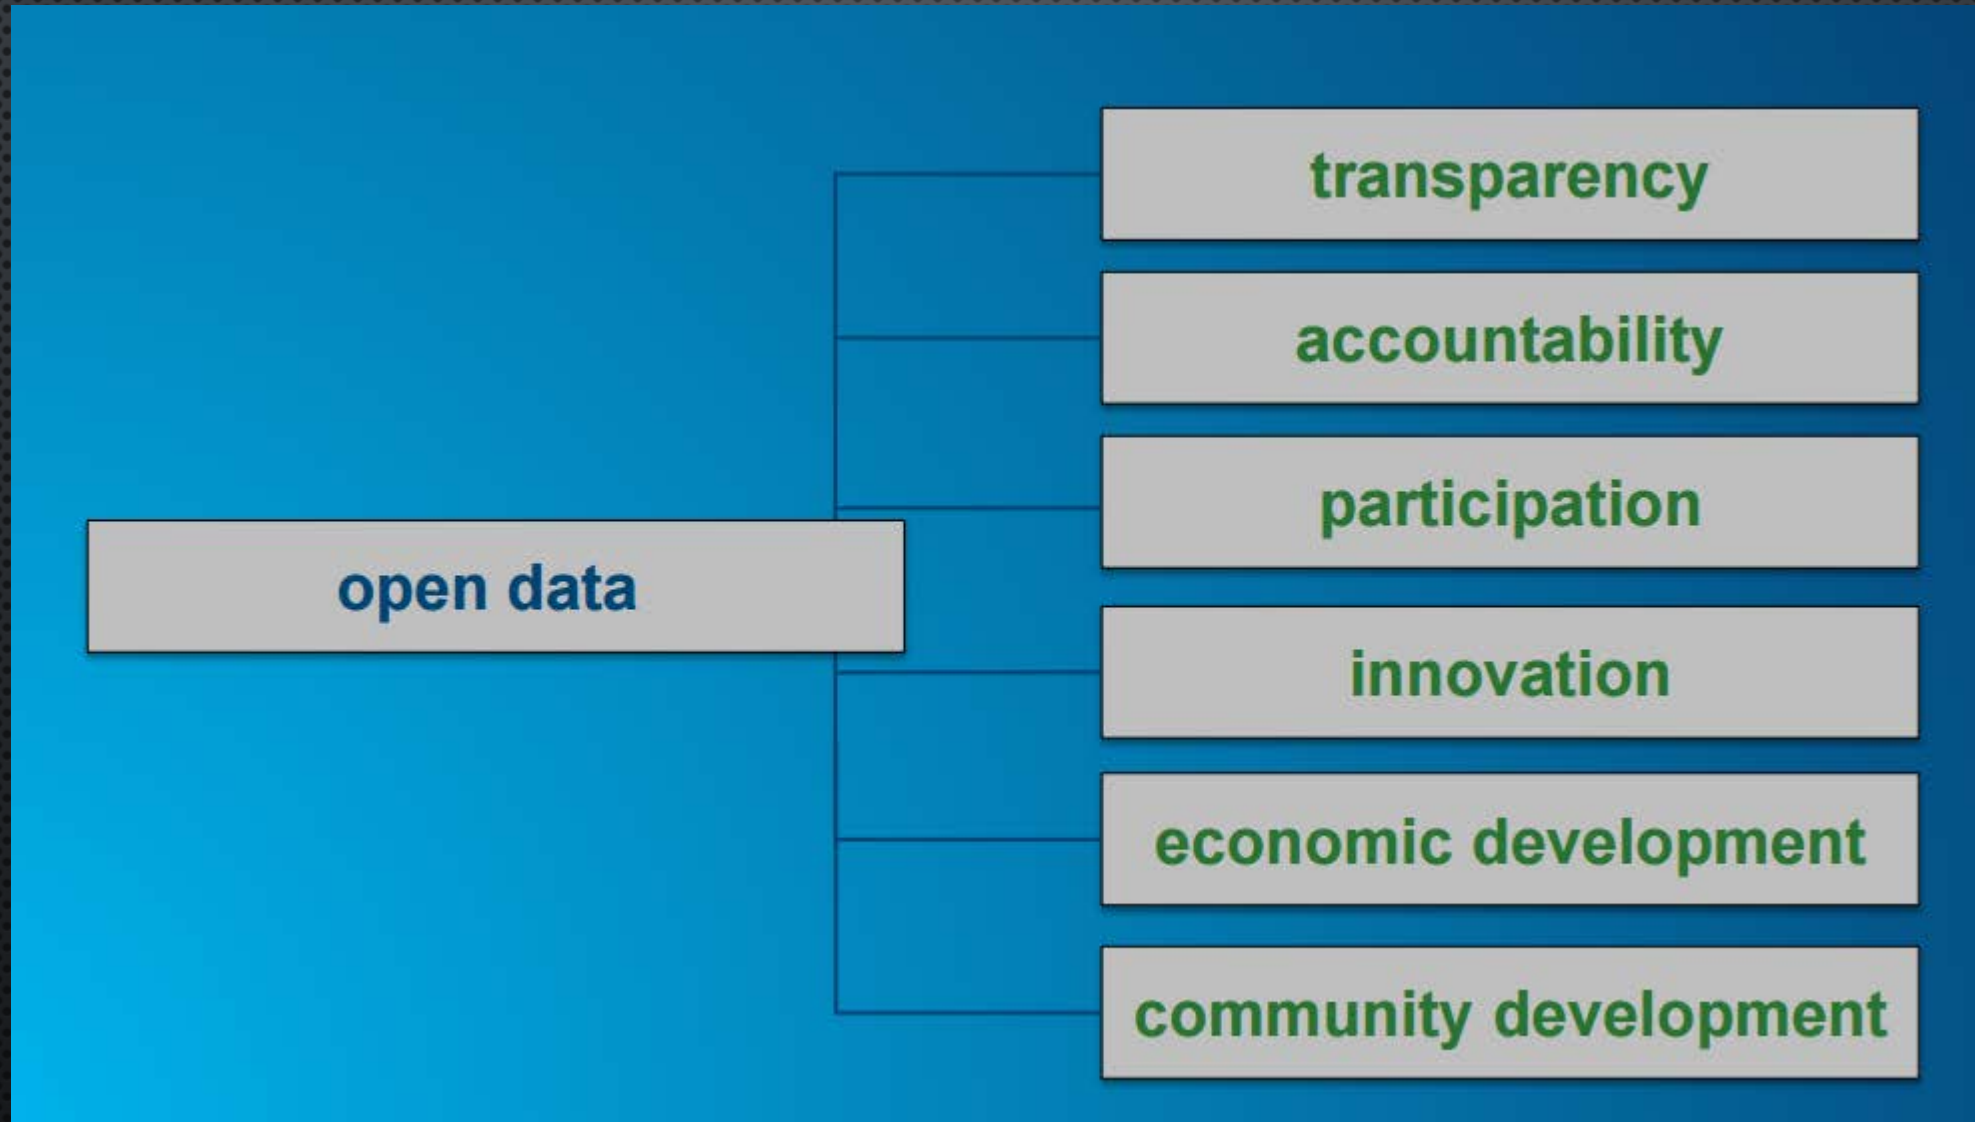 open data
transparency
accountability
participation
innovation
economic development
community development